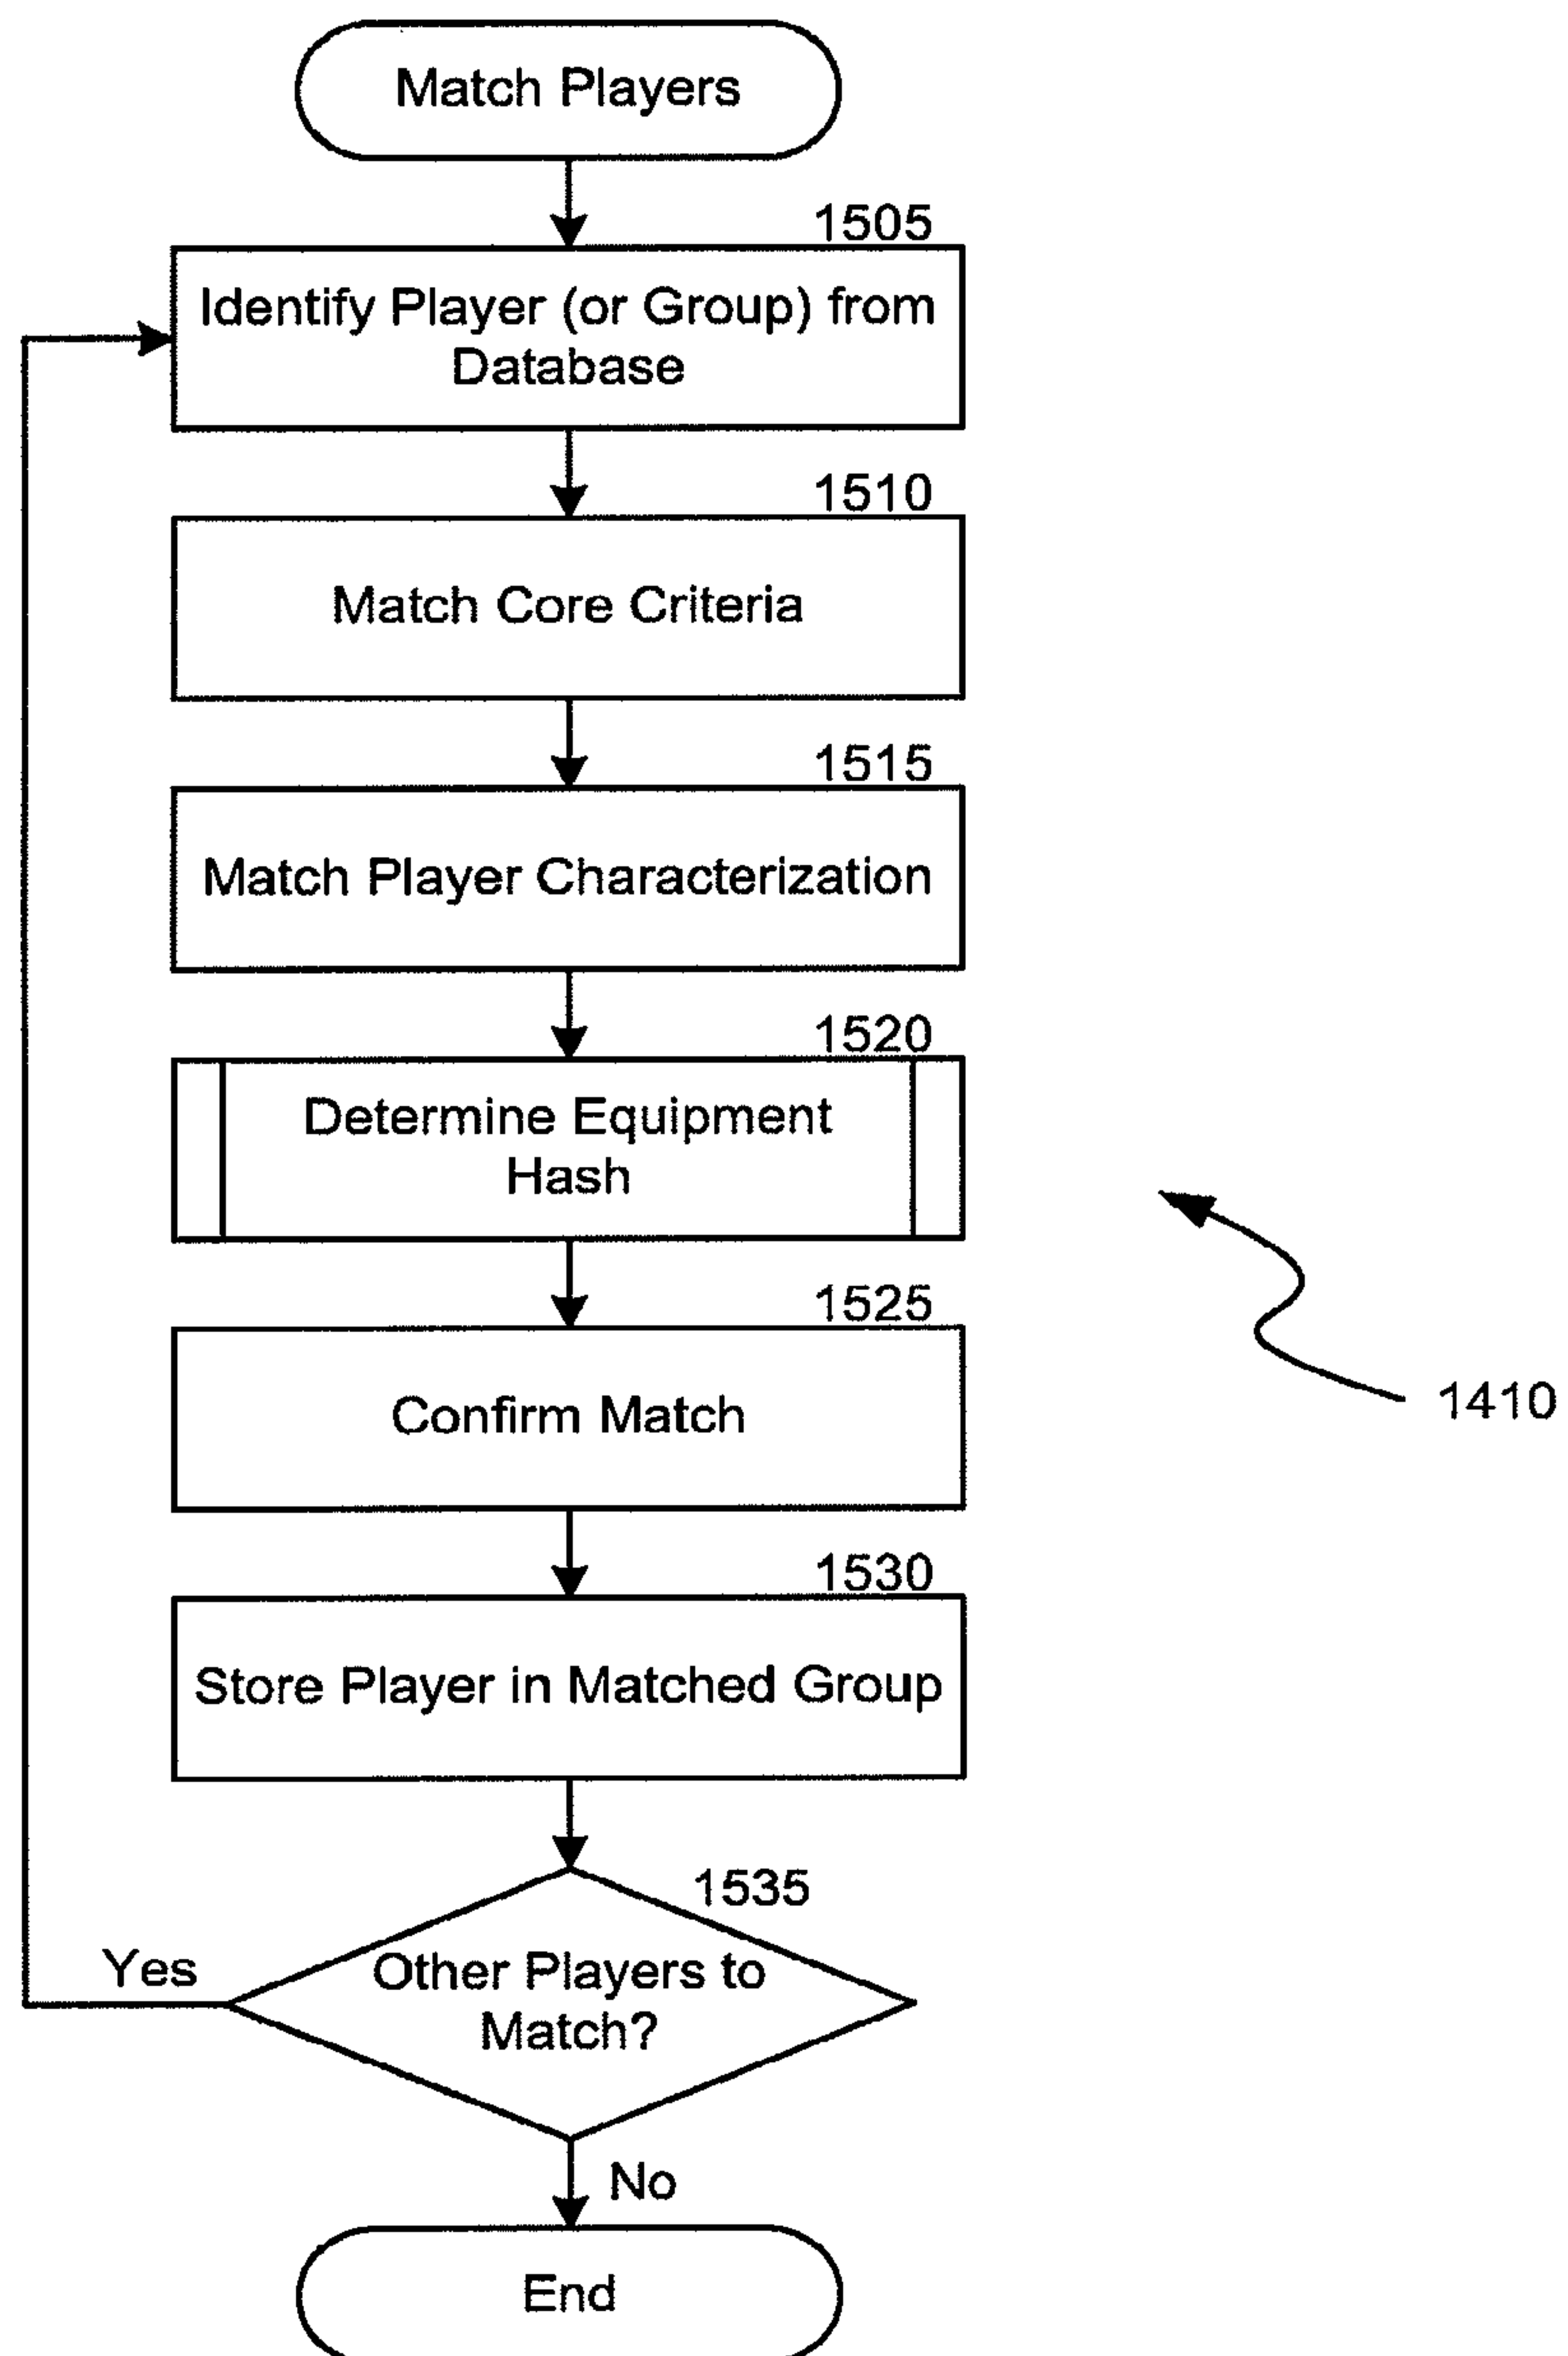 Match Players
1505
Identify Player (or Group) from
Database
1510
Match Core Criteria
1515
Match Player Characterization
1520
Determine Equipment
Hash
1525
Confirm Match
1410
1530
Store Player in Matched Group
1535
Yes
Other Players to
Match?
No
End